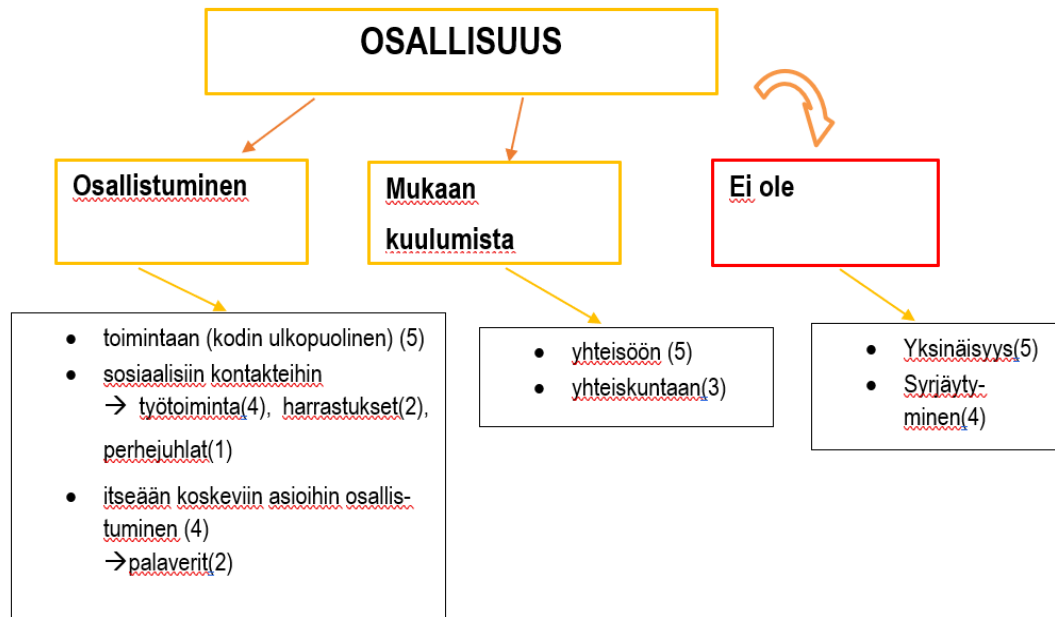 OSALLISUUS
Osallistuminen
Mukaan
kuulumista
Ei ole
• toimintaan (kodin ulkopuolinen) (5)
• sosiaalisiin kontakteihin
→ työtoiminta(4), harrastukset(2),
perhejuhlat(1)
• itseään koskeviin asioihin osallis-
tuminen (4)
→palaverit(2)
• yhteisöön (5)
• yhteiskuntaan(3)
• Yksinäisyys(5)
• Syrjäyty-
minen(4)